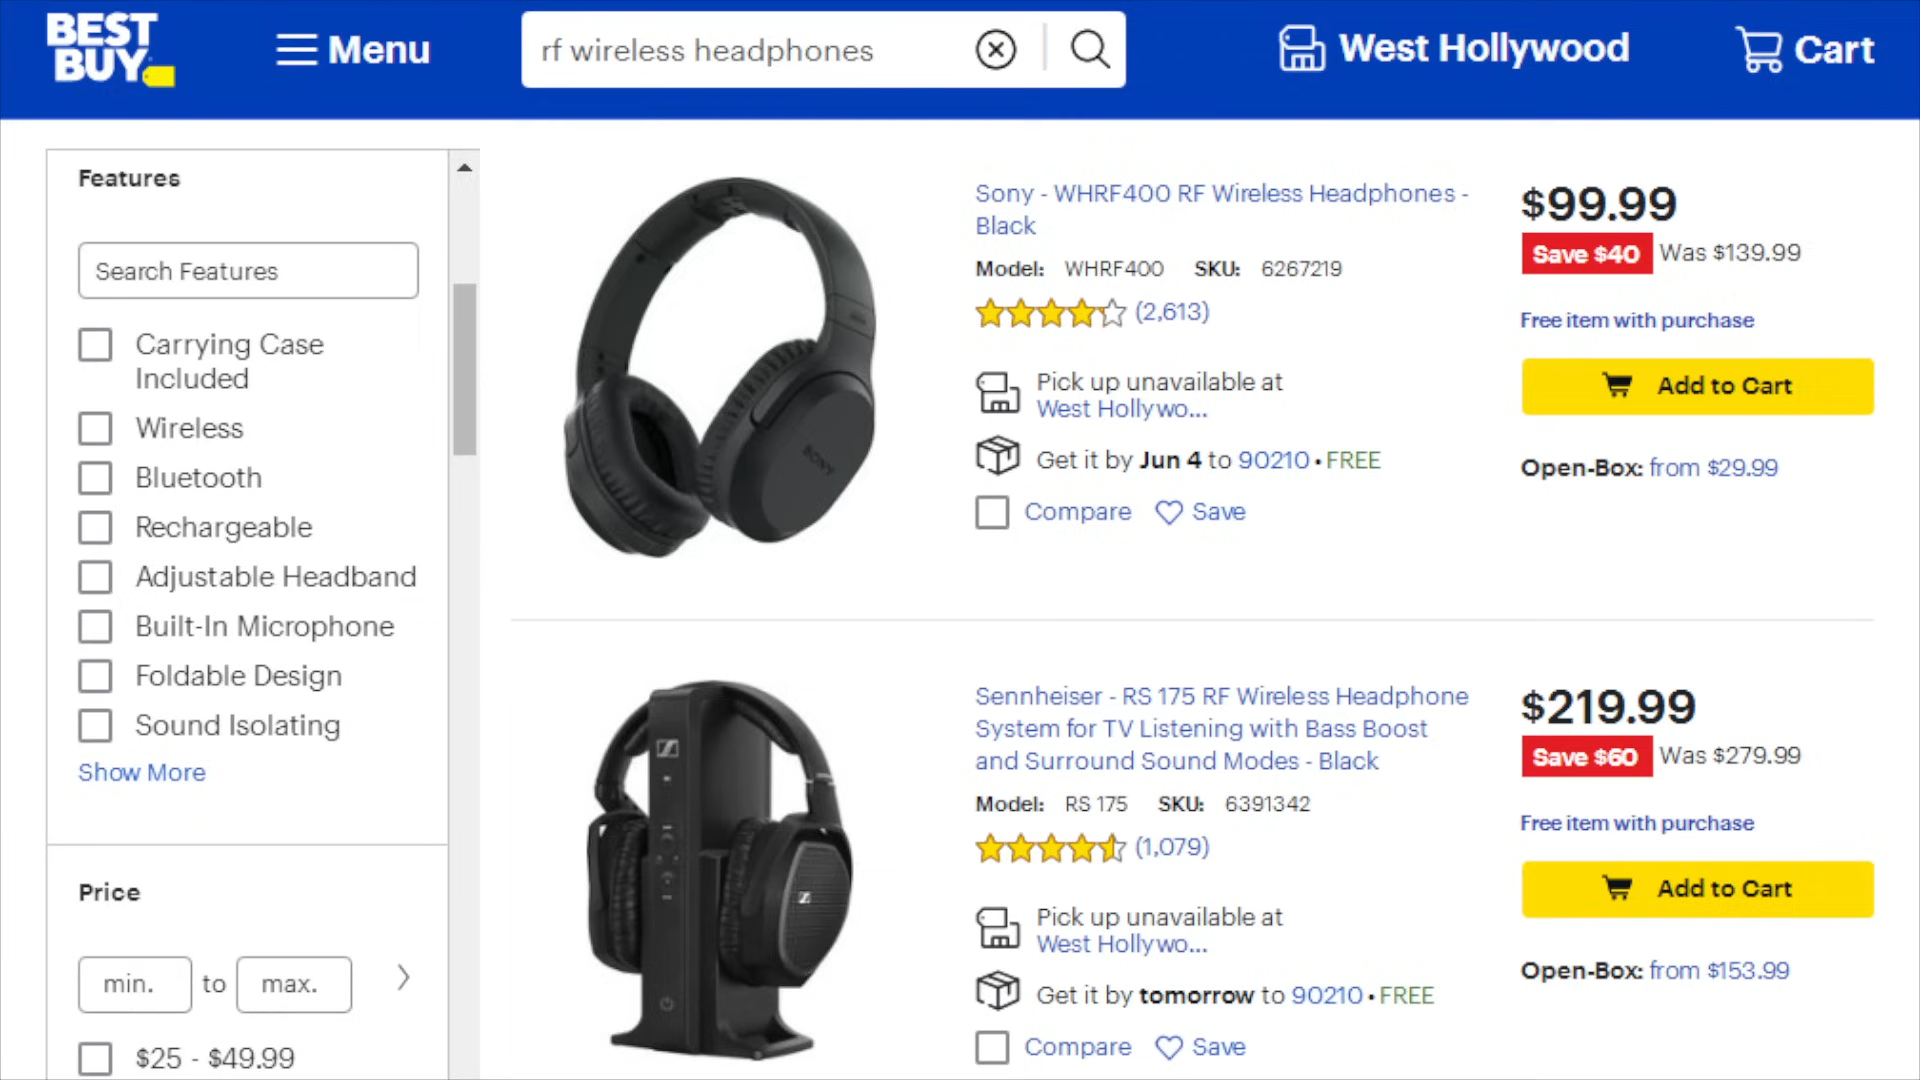 BEST
BUY
Menu
rf wireless headphones
West Hollywood
Cart
Features
Search Features
Carrying Case
Included
Wireless
Bluetooth
Rechargeable
Adjustable Headband
Built-In Microphone
Foldable Design
Sound Isolating
Show More
Price
min. to max.
$25 - $49.99
SONY
Sony - WHRF400 RF Wireless Headphones -
Black
Model: WHRF400 SKU: 6267219
(2,613)
Pick up unavailable at
West Hollywo...
Get it by Jun 4 to 90210 • FREE
Compare Save
$99.99
Save $40 Was $139.99
Free item with purchase
Add to Cart
Open-Box: from $29.99
Sennheiser - RS 175 RF Wireless Headphone
System for TV Listening with Bass Boost
and Surround Sound Modes - Black
Model: RS 175 SKU: 6391342
(1,079)
Pick up unavailable at
West Hollywo...
Get it by tomorrow to 90210 • FREE
Compare Save
$219.99
Save $60 Was $279.99
Free item with purchase
Add to Cart
Open-Box: from $153.99